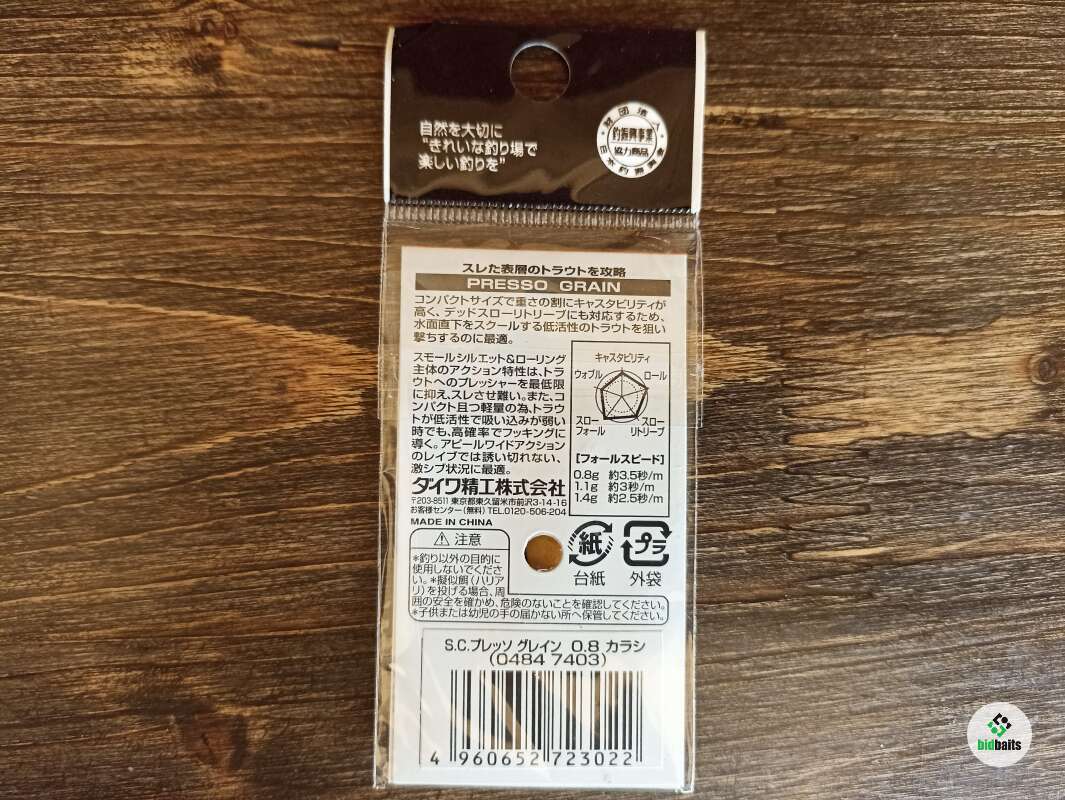 自然を大切に
"きれいな釣り場で
楽しい釣りを"
財団法人
釣振興事業
協力商品
日本釣振興会
スレた表層のトラウトを攻略
PRESSO GRAIN
コンパクトサイズで重さの割にキャスタビリティが
高く、デッドスローリトリーブにも対応するため、
水面直下をスクールする低活性のトラウトを狙い
撃ちするのに最適。
スモールシルエット&ローリング
主体のアクション特性は、トラ
ウトへのプレッシャーを最低限
に抑え、スレさせ難い。また、コ
ンパクト且つ軽量の為、トラウ
トが低活性で吸い込みが弱い
時でも、高確率でフッキングに
導く。アピールワイドアクション
のレイブでは誘い切れない、
激シブ状況に最適。
キャスタビリティ
ウォブル
ロール
スロー
フォール
スロー
リトリーブ
【フォールスピード】
0.8g 約3.5秒/m
1.1g 約3秒/m
1.4g 約2.5秒/m
ダイワ精工株式会社
〒203-8511 東京都東久留米市前沢3-14-16
お客様センター(無料) TEL.0120-506-204
MADE IN CHINA
⚠ 注意
*釣り以外の目的に
使用しないでくださ
い。*擬似餌(ハリア
リ)を投げる場合、周
囲の安全を確かめ、危険のないことを確認してください。
*子供または幼児の手の届かない所へ保管してください。
紙
台紙
プラ
外袋
S.C.プレッソ グレイン 0.8 カラシ
(0484 7403)
4 960652 723022
bidbaits